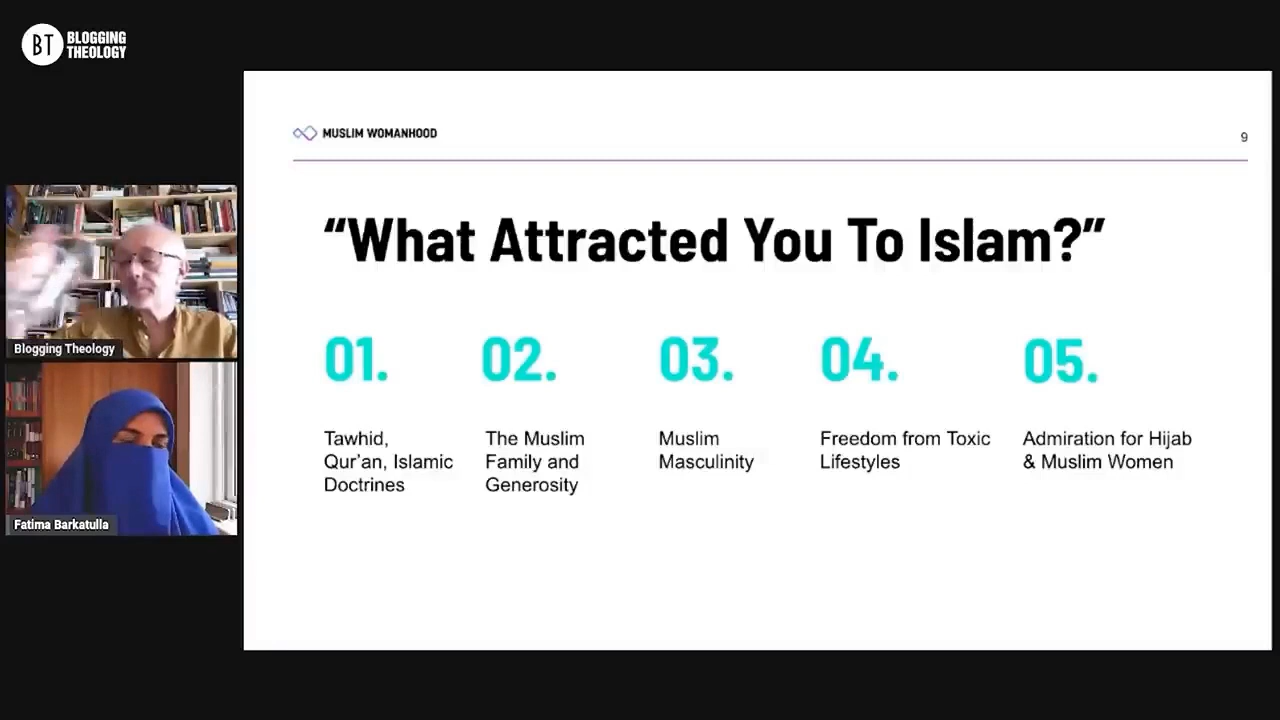 BT BLOGGING
THEOLOGY
MUSLIM WOMANHOOD
9
“What Attracted You To Islam?”
01.
Tawhid,
Qur’an, Islamic
Doctrines
02.
The Muslim
Family and
Generosity
03.
Muslim
Masculinity
04.
Freedom from Toxic
Lifestyles
05.
Admiration for Hijab
& Muslim Women
Blogging Theology
Fatima Barkatulla